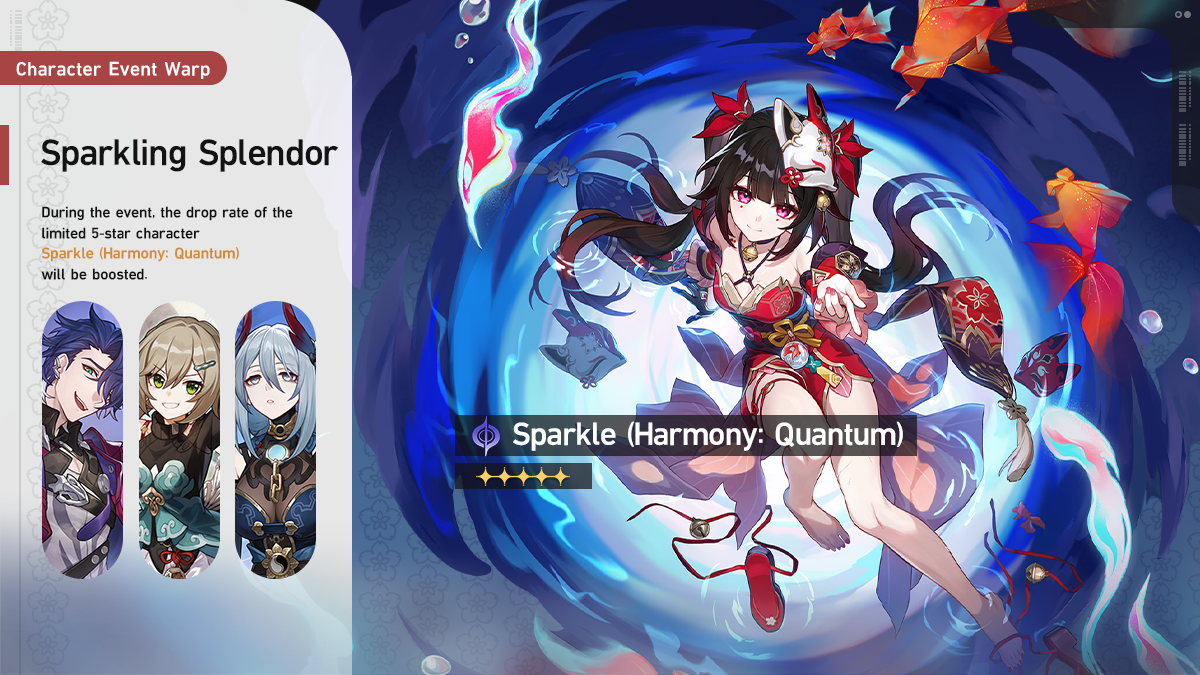 Character Event Warp
Sparkling Splendor
During the event, the drop rate of the
limited 5-star character
Sparkle (Harmony: Quantum)
will be boosted.
Sparkle (Harmony: Quantum)